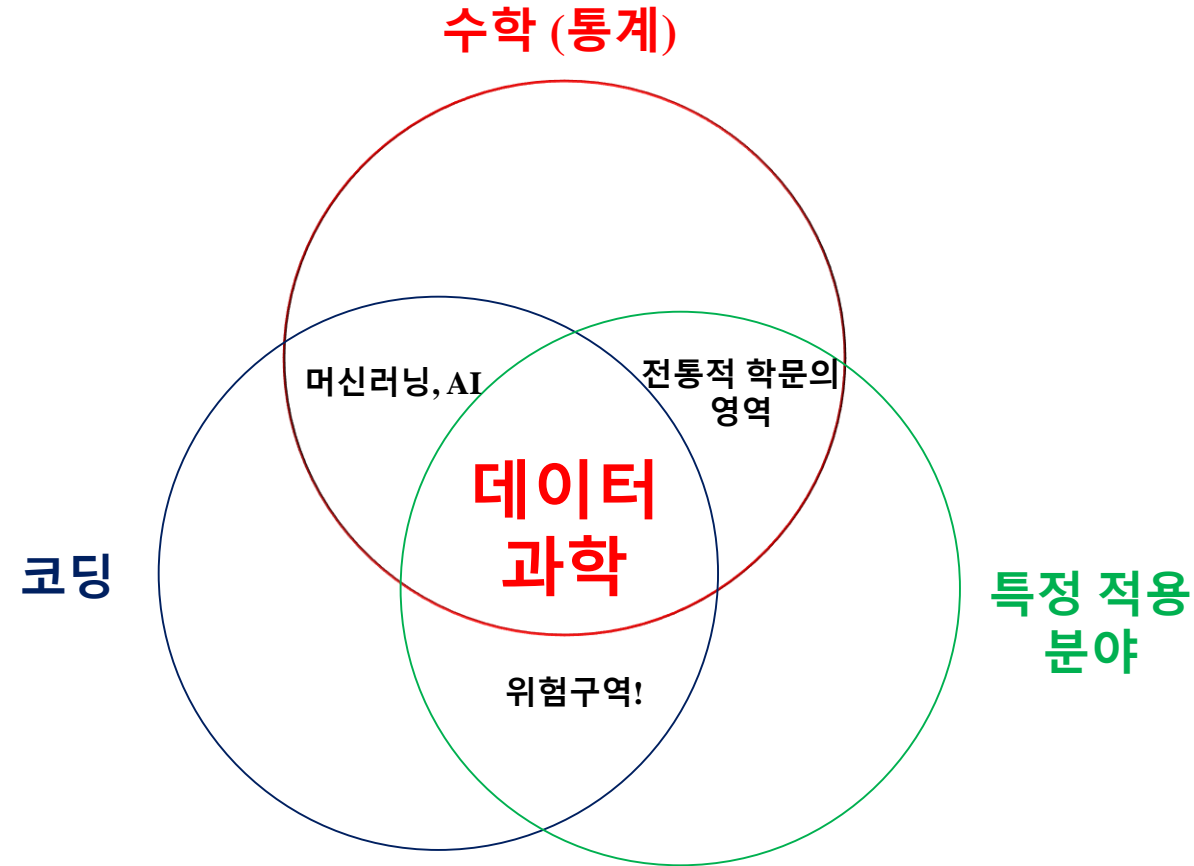 수학 (통계)
머신러닝, AI
전통적 학문의
영역
데이터
과학
코딩
특정 적용
분야
위험구역!